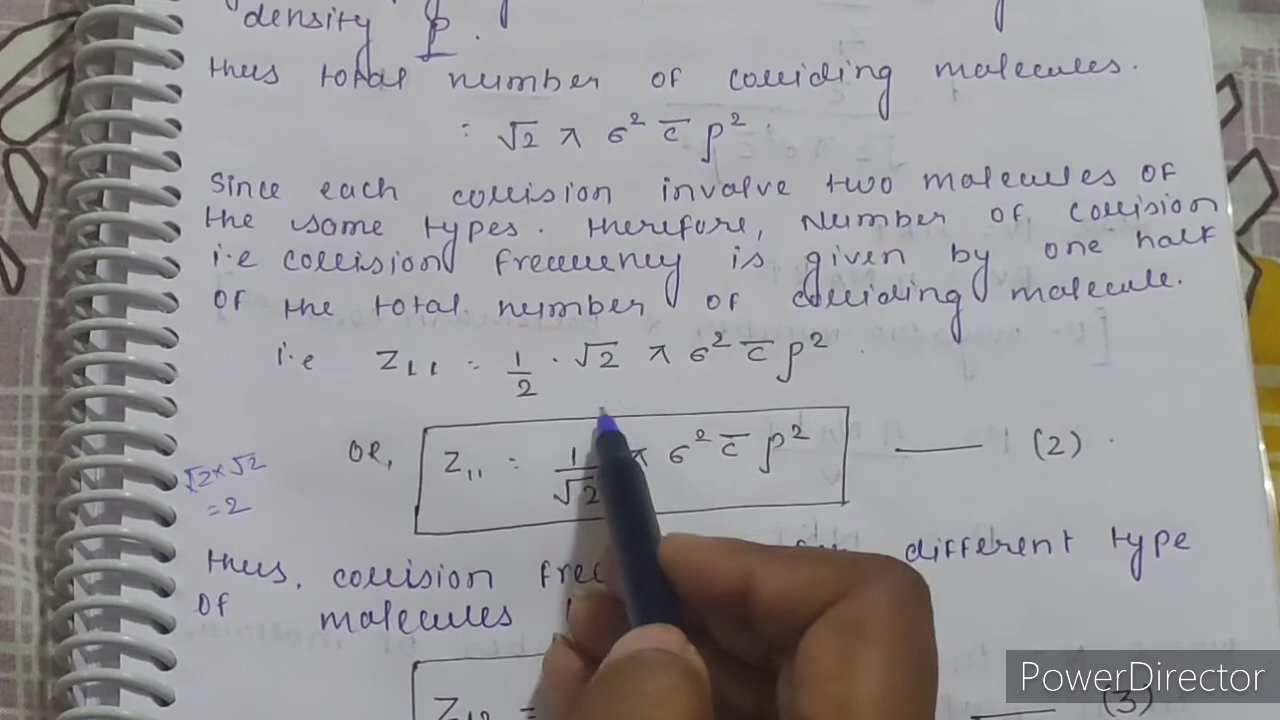 density ρ.
thus total number of colliding molecules.
: √2 π σ² c̅ ρ²
Since each collision involve two molecules of
the same types. therefore, Number of collision
i.e collision frequency is given by one half
of the total number of colliding molecule.
i.e Z₁₁ = 1/2 · √2 π σ² c̅ ρ²
OR, Z₁₁ = 1/√2 π σ² c̅ ρ² —— (2)
√2×√2
=2
thus, collision different type
of molecules
Z₁₂ = —— (3)
PowerDirector